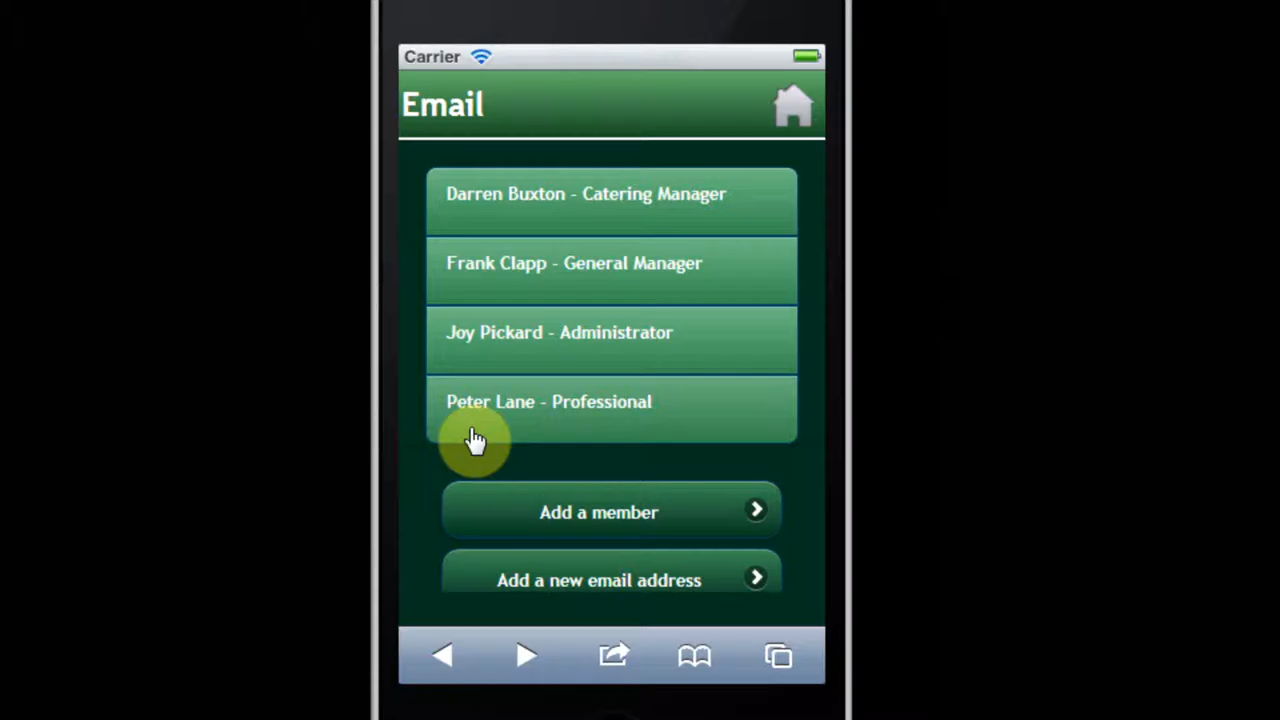 Carrier
Email
Darren Buxton - Catering Manager
Frank Clapp - General Manager
Joy Pickard - Administrator
Peter Lane - Professional
Add a member
Add a new email address